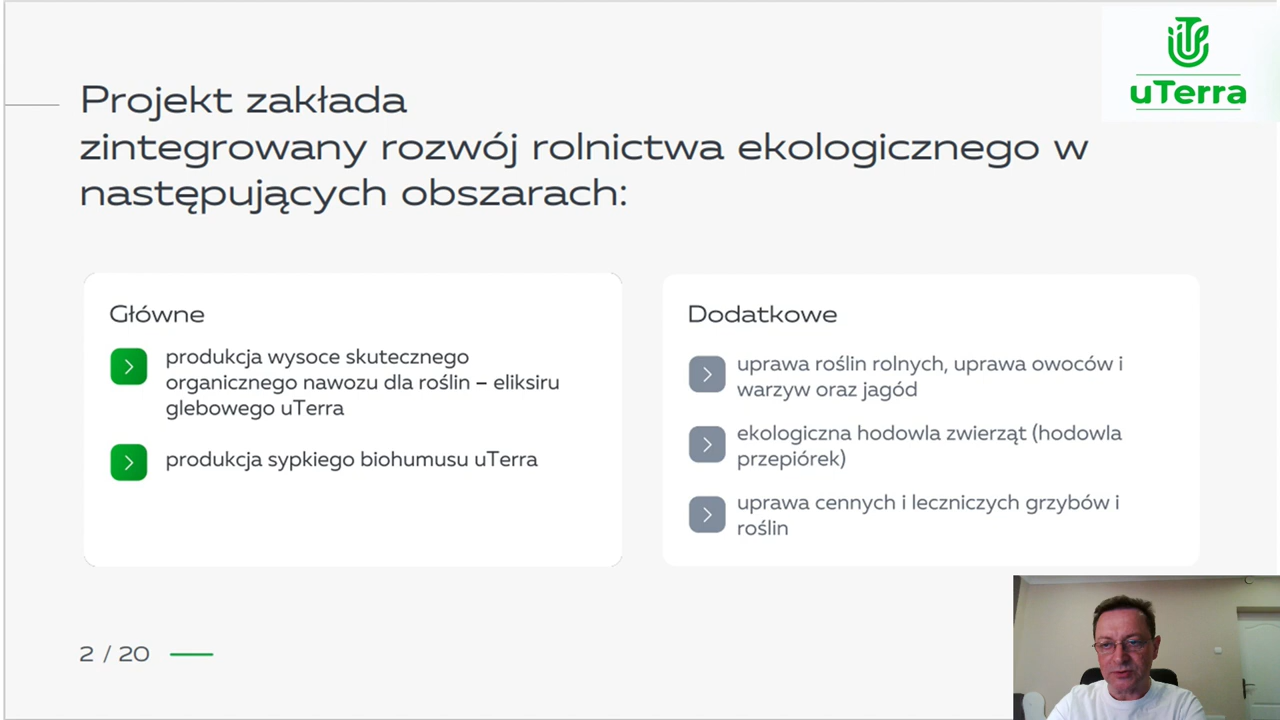 uTerra
Projekt zakłada
zintegrowany rozwój rolnictwa ekologicznego w
następujących obszarach:
Główne
produkcja wysoce skutecznego
organicznego nawozu dla roślin – eliksiru
glebowego uTerra
produkcja sypkiego biohumusu uTerra
Dodatkowe
uprawa roślin rolnych, uprawa owoców i
warzyw oraz jagód
ekologiczna hodowla zwierząt (hodowla
przepiórek)
uprawa cennych i leczniczych grzybów i
roślin
2 / 20